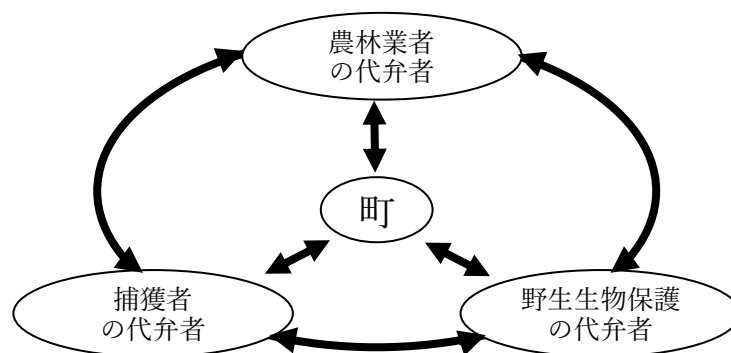 農林業者
の代弁者
町
捕獲者
の代弁者
野生生物保護
の代弁者